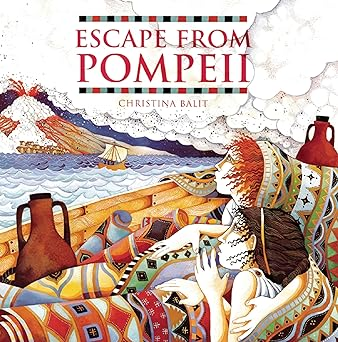 ESCAPE FROM
POMPEII
CHRISTINA BALIT